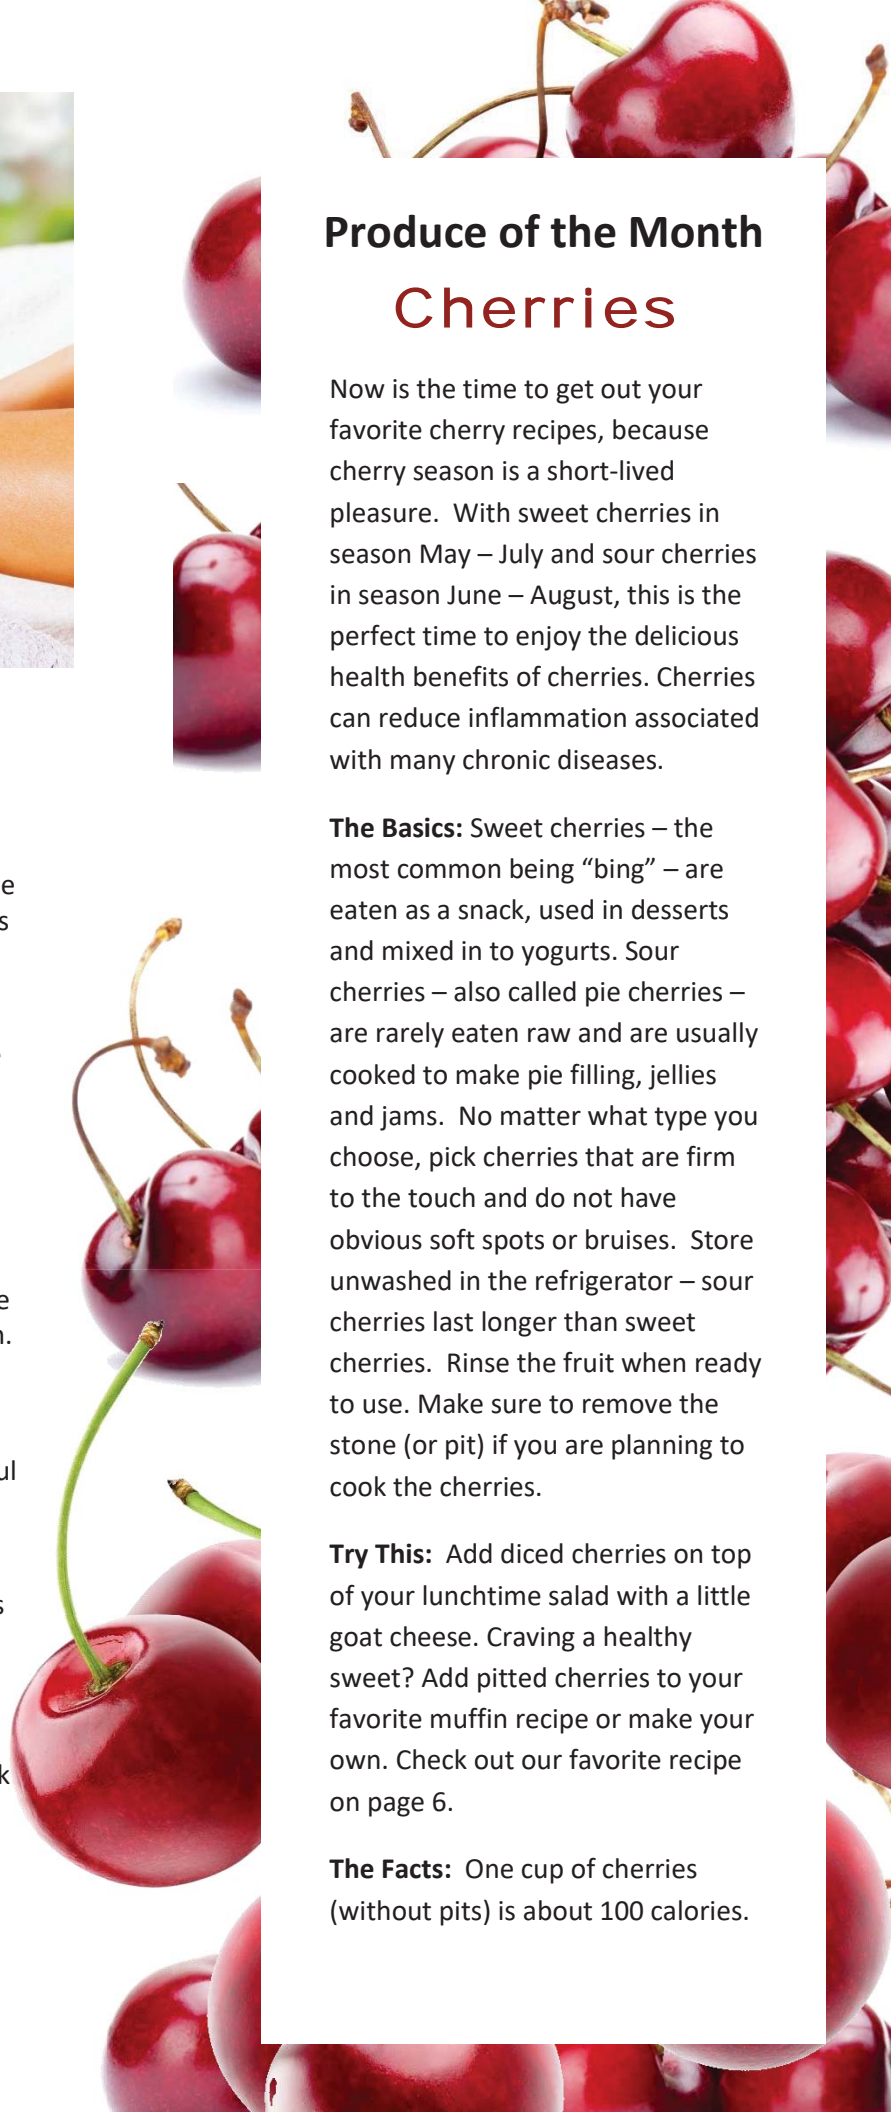 Produce of the Month
Cherries
Now is the time to get out your
favorite cherry recipes, because
cherry season is a short-lived
pleasure.  With sweet cherries in
season May – July and sour cherries
in season June – August, this is the
perfect time to enjoy the delicious
health benefits of cherries. Cherries
can reduce inflammation associated
with many chronic diseases.
The Basics: Sweet cherries – the
most common being “bing” – are
eaten as a snack, used in desserts
and mixed in to yogurts. Sour
cherries – also called pie cherries –
are rarely eaten raw and are usually
cooked to make pie filling, jellies
and jams.  No matter what type you
choose, pick cherries that are firm
to the touch and do not have
obvious soft spots or bruises.  Store
unwashed in the refrigerator – sour
cherries last longer than sweet
cherries.  Rinse the fruit when ready
to use. Make sure to remove the
stone (or pit) if you are planning to
cook the cherries.
Try This:  Add diced cherries on top
of your lunchtime salad with a little
goat cheese. Craving a healthy
sweet? Add pitted cherries to your
favorite muffin recipe or make your
own. Check out our favorite recipe
on page 6.
The Facts:  One cup of cherries
(without pits) is about 100 calories.